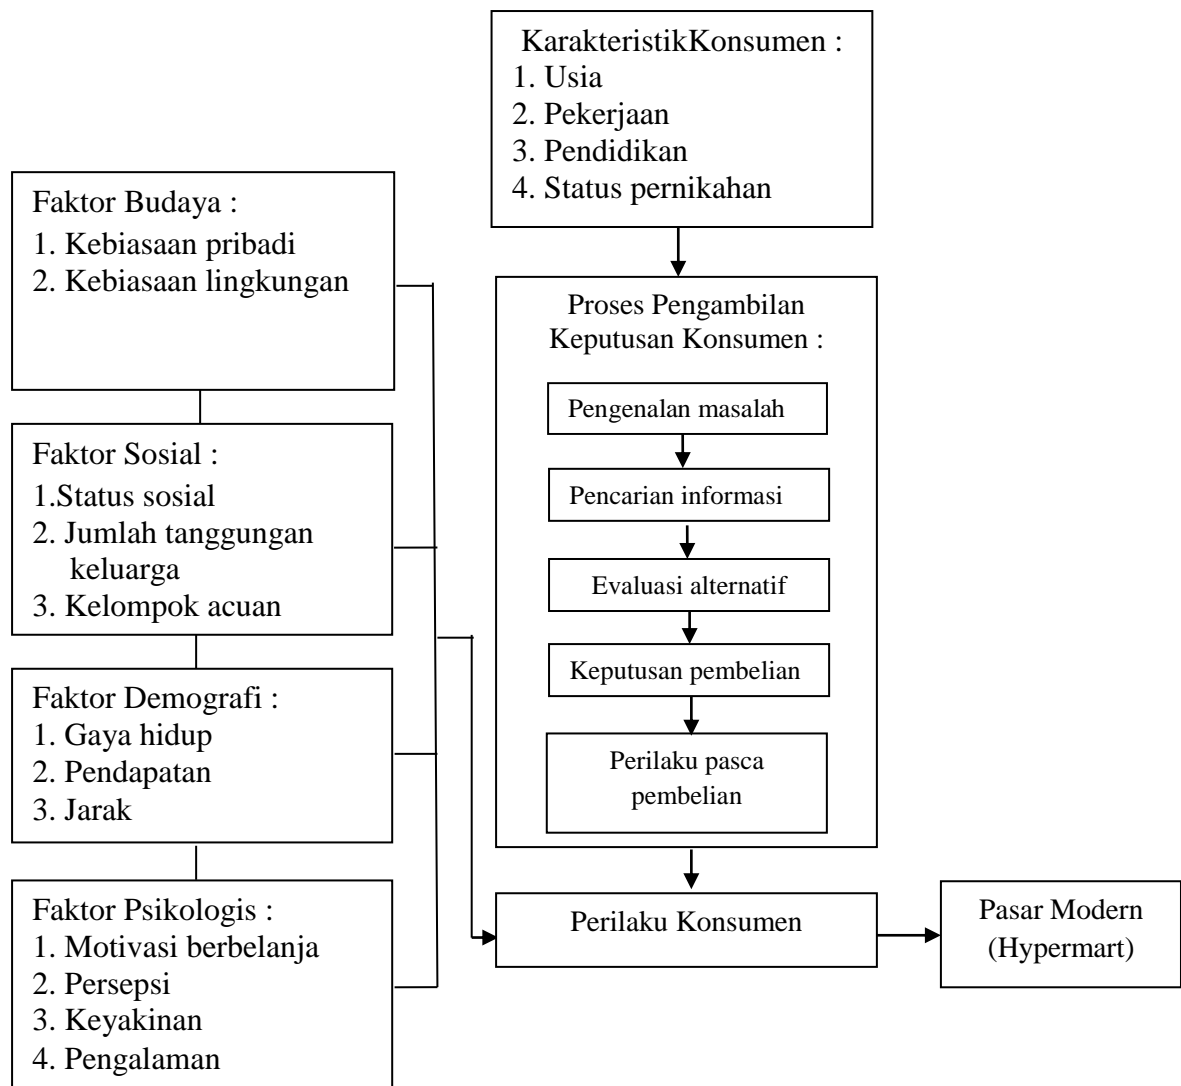 KarakteristikKonsumen :
1. Usia
2. Pekerjaan
3. Pendidikan
4. Status pernikahan
Faktor Budaya :
1. Kebiasaan pribadi
2. Kebiasaan lingkungan
Faktor Sosial :
1.Status sosial
2. Jumlah tanggungan
keluarga
3. Kelompok acuan
Faktor Demografi :
1. Gaya hidup
2. Pendapatan
3. Jarak
Faktor Psikologis :
1. Motivasi berbelanja
2. Persepsi
3. Keyakinan
4. Pengalaman
Proses Pengambilan
Keputusan Konsumen :
Pengenalan masalah
Pencarian informasi
Evaluasi alternatif
Keputusan pembelian
Perilaku pasca
pembelian
Perilaku Konsumen
Pasar Modern
(Hypermart)